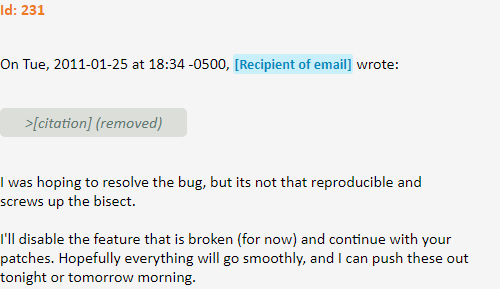 Id: 231
On Tue, 2011-01-25 at 18:34 -0500, [Recipient of email] wrote:
>[citation] (removed)
I was hoping to resolve the bug, but its not that reproducible and
screws up the bisect.
I'll disable the feature that is broken (for now) and continue with your
patches. Hopefully everything will go smoothly, and I can push these out
tonight or tomorrow morning.